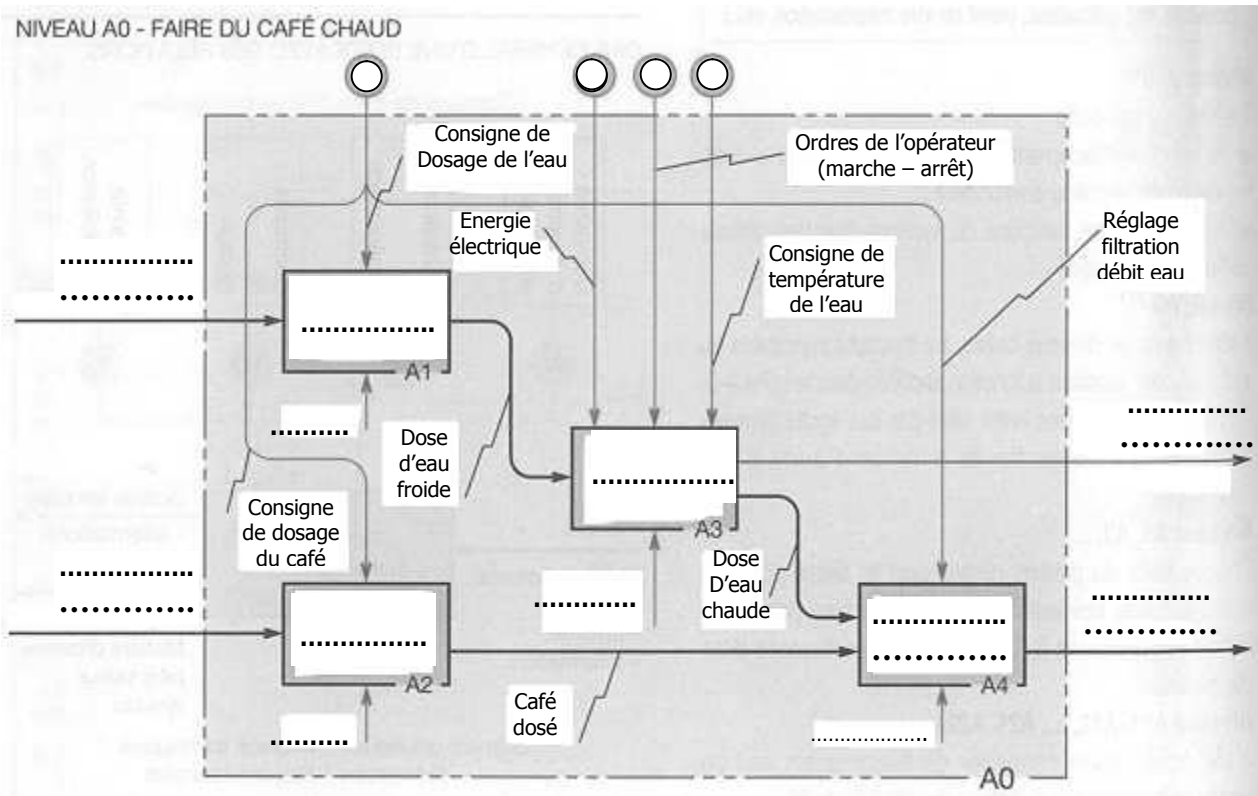 NIVEAU A0 - FAIRE DU CAFÉ CHAUD
Consigne de
Dosage de l'eau
Ordres de l'opérateur
(marche – arrêt)
Energie
électrique
Consigne de
température
de l'eau
Réglage
filtration
débit eau
A1
Dose
d'eau
froide
Consigne
de dosage
du café
A3
Dose
D'eau
chaude
A2
Café
dosé
A4
A0